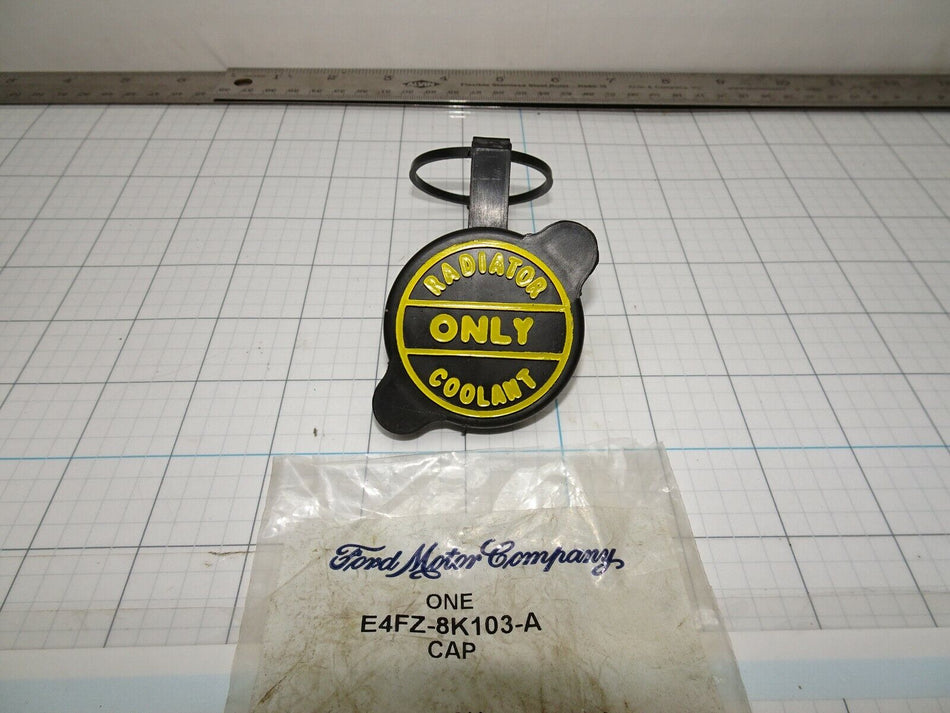 RADIATOR
ONLY
COOLANT
Ford Motor Company
ONE
E4FZ-8K103-A
CAP